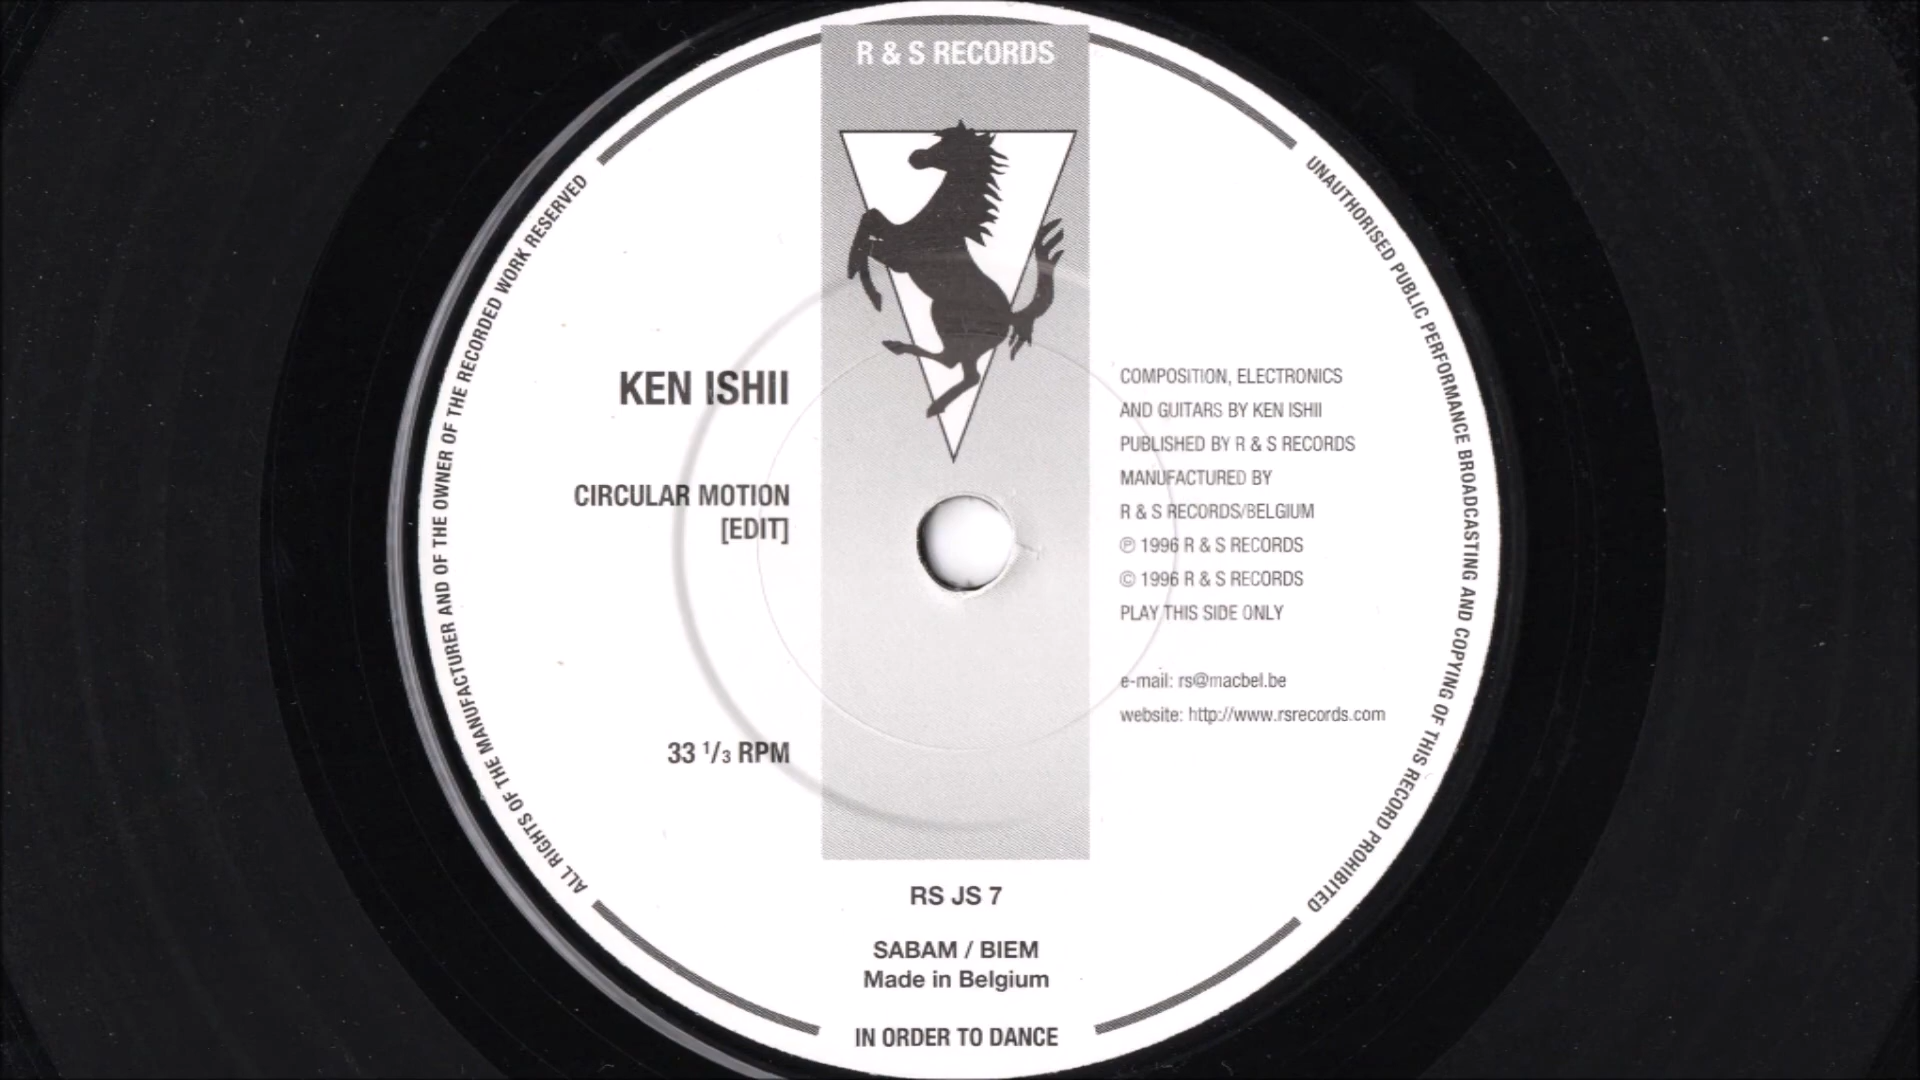 R & S RECORDS
KEN ISHII
CIRCULAR MOTION
[EDIT]
33 1/3 RPM
COMPOSITION, ELECTRONICS
AND GUITARS BY KEN ISHII
PUBLISHED BY R & S RECORDS
MANUFACTURED BY
R & S RECORDS/BELGIUM
℗ 1996 R & S RECORDS
© 1996 R & S RECORDS
PLAY THIS SIDE ONLY
e-mail: rs@macbel.be
website: http://www.rsrecords.com
RS JS 7
SABAM / BIEM
Made in Belgium
IN ORDER TO DANCE
ALL RIGHTS OF THE MANUFACTURER AND OF THE OWNER OF THE RECORDED WORK RESERVED
UNAUTHORISED PUBLIC PERFORMANCE BROADCASTING AND COPYING OF THIS RECORD PROHIBITED